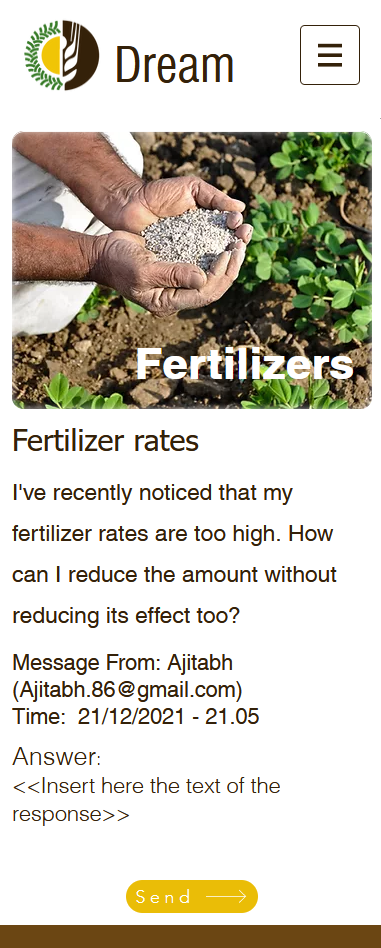 Dream
Fertilizers
Fertilizer rates
I've recently noticed that my
fertilizer rates are too high. How
can I reduce the amount without
reducing its effect too?
Message From: Ajitabh
(Ajitabh.86@gmail.com)
Time:  21/12/2021 - 21.05
Answer:
<<Insert here the text of the
response>>
Send